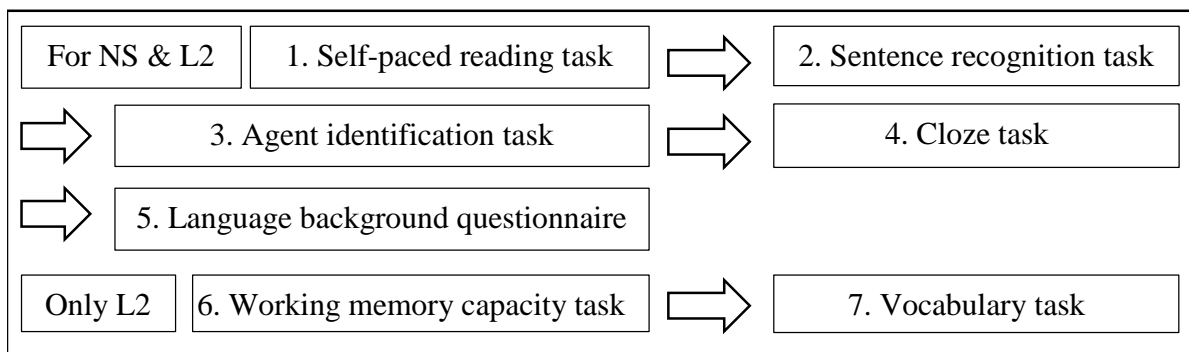 For NS & L2 1. Self-paced reading task 2. Sentence recognition task
3. Agent identification task 4. Cloze task
5. Language background questionnaire
Only L2 6. Working memory capacity task 7. Vocabulary task